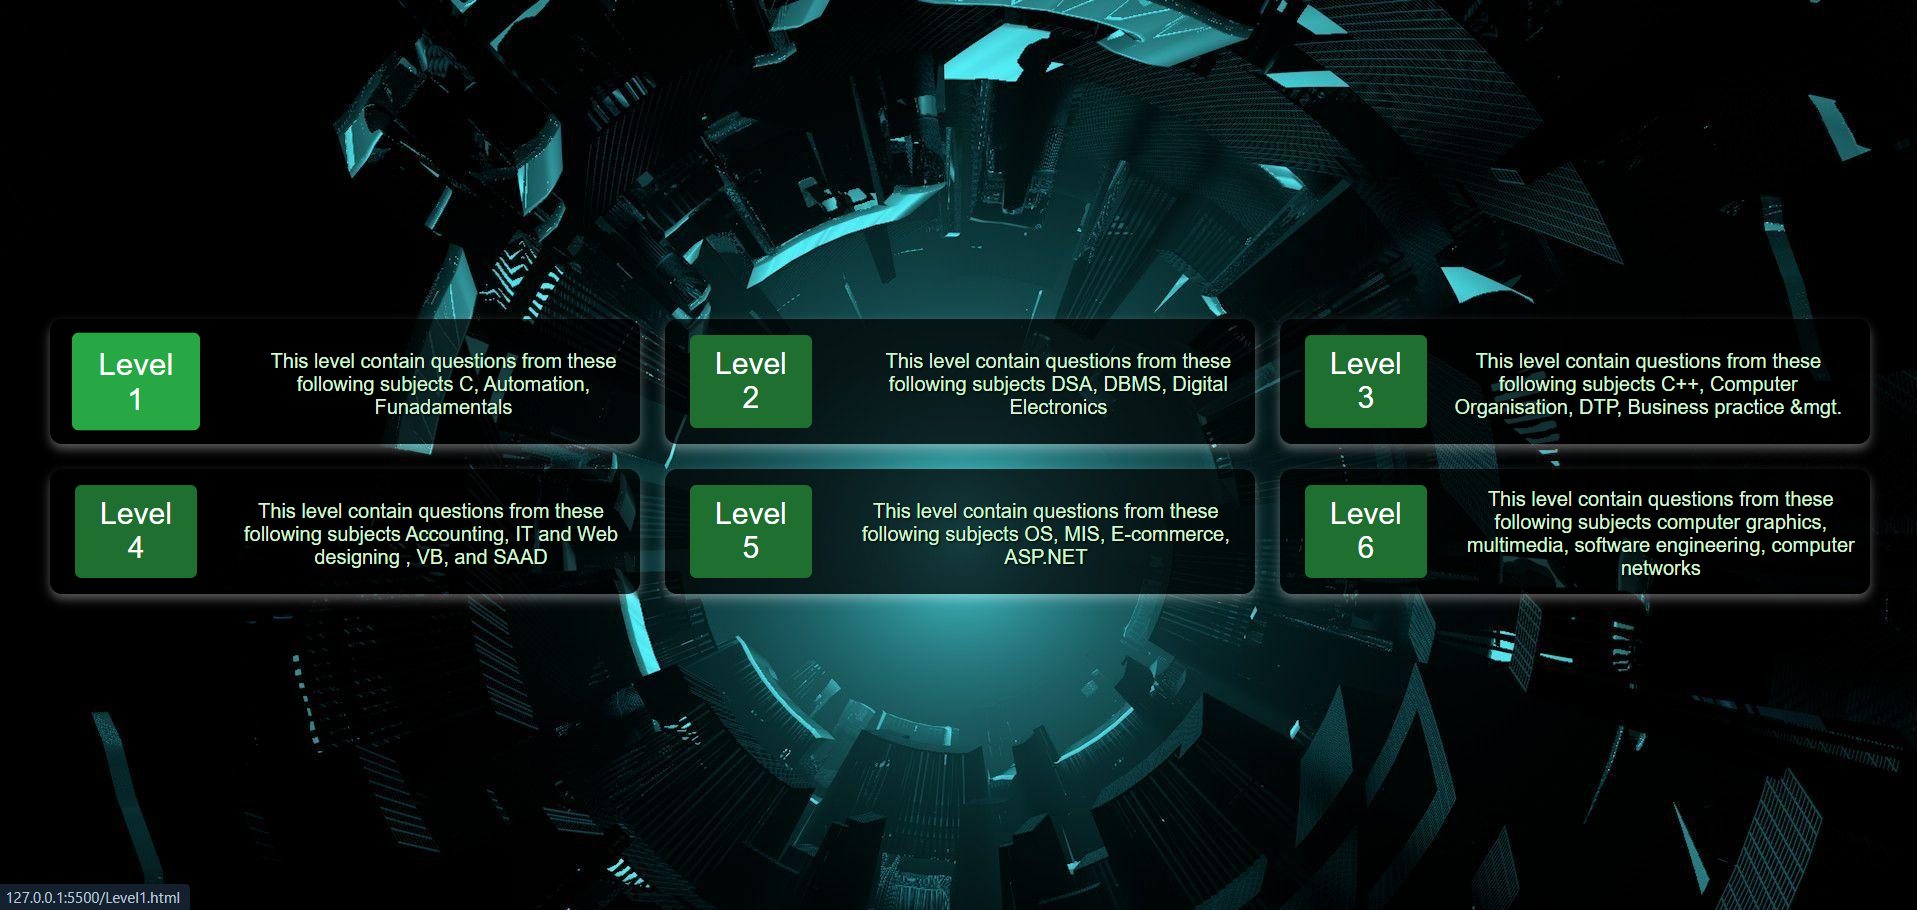 Level
1
This level contain questions from these
following subjects C, Automation,
Funadamentals
Level
2
This level contain questions from these
following subjects DSA, DBMS, Digital
Electronics
Level
3
This level contain questions from these
following subjects C++, Computer
Organisation, DTP, Business practice &mgt.
Level
4
This level contain questions from these
following subjects Accounting, IT and Web
designing , VB, and SAAD
Level
5
This level contain questions from these
following subjects OS, MIS, E-commerce,
ASP.NET
Level
6
This level contain questions from these
following subjects computer graphics,
multimedia, software engineering, computer
networks
127.0.0.1:5500/Level1.html